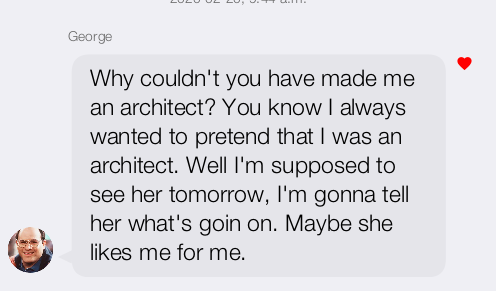 George
Why couldn't you have made me
an architect? You know I always
wanted to pretend that I was an
architect. Well I'm supposed to
see her tomorrow, I'm gonna tell
her what's goin on. Maybe she
likes me for me.